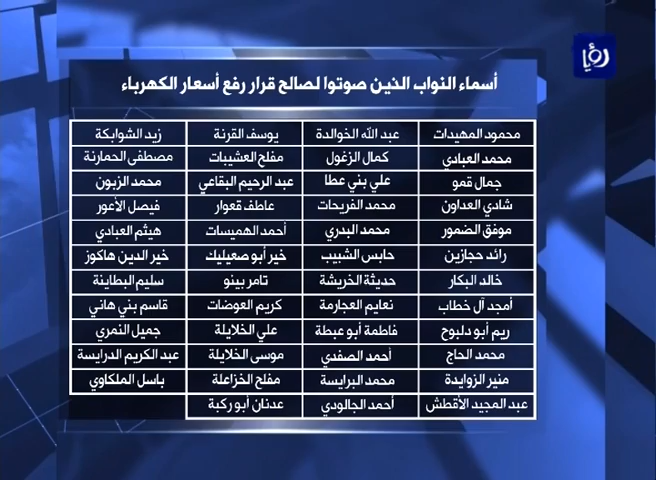 رؤيا
أسماء النواب الذين صوتوا لصالح قرار رفع أسعار الكهرباء
محمود المهيدات عبد الله الخوالدة يوسف القرنة زيد الشوابكة
محمد العبادي كمال الزغول مفلح العشيبات مصطفى الحمارنة
جمال قمو علي بني عطا عبد الرحيم البقاعي محمد الزبون
شادي العداون محمد الفريحات عاطف قعوار فيصل الأعور
موفق الضمور محمد البدري أحمد الهميسات هيثم العبادي
رائد حجازين حابس الشبيب خير أبو صعيليك خير الدين هاكوز
خالد البكار حديثة الخريشة تامر بينو سليم البطاينة
أمجد آل خطاب نعايم العجارمة كريم العوضات قاسم بني هاني
ريم أبو دلبوح فاطمة أبو عبطة علي الخلايلة جميل النمري
محمد الحاج أحمد الصفدي موسى الخلايلة عبد الكريم الدرايسة
منير الزوايدة محمد البرايسة مفلح الخزاعلة باسل الملكاوي
عبد المجيد الأقطش أحمد الجالودي عدنان أبو ركبة